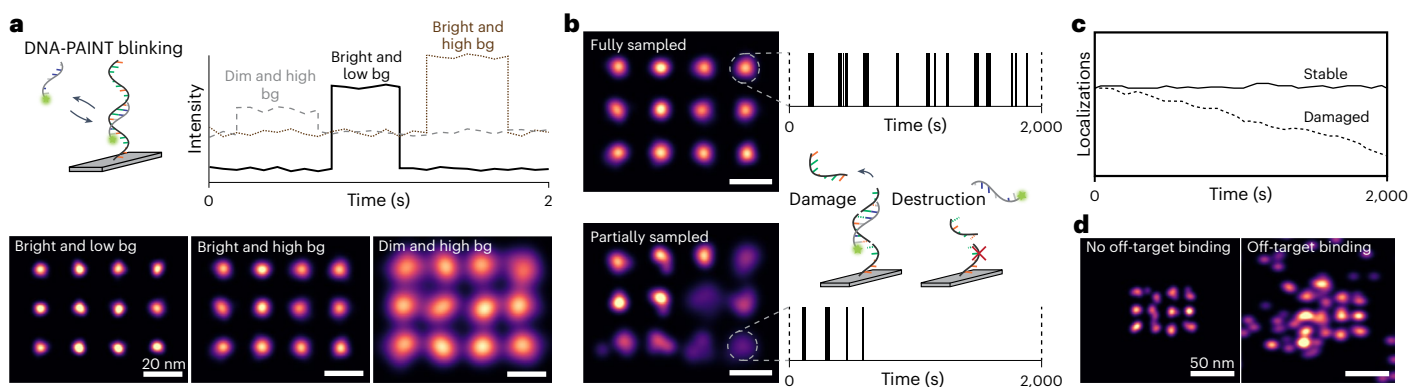 a
DNA-PAINT blinking
Intensity
Dim and high
bg
Bright and
low bg
Bright and
high bg
0
Time (s)
2
Bright and low bg
20 nm
Bright and high bg
Dim and high bg
b
Fully sampled
0
Time (s)
2,000
Damage
Destruction
Partially sampled
0
Time (s)
2,000
c
Localizations
Stable
Damaged
0
Time (s)
2,000
d
No off-target binding
50 nm
Off-target binding